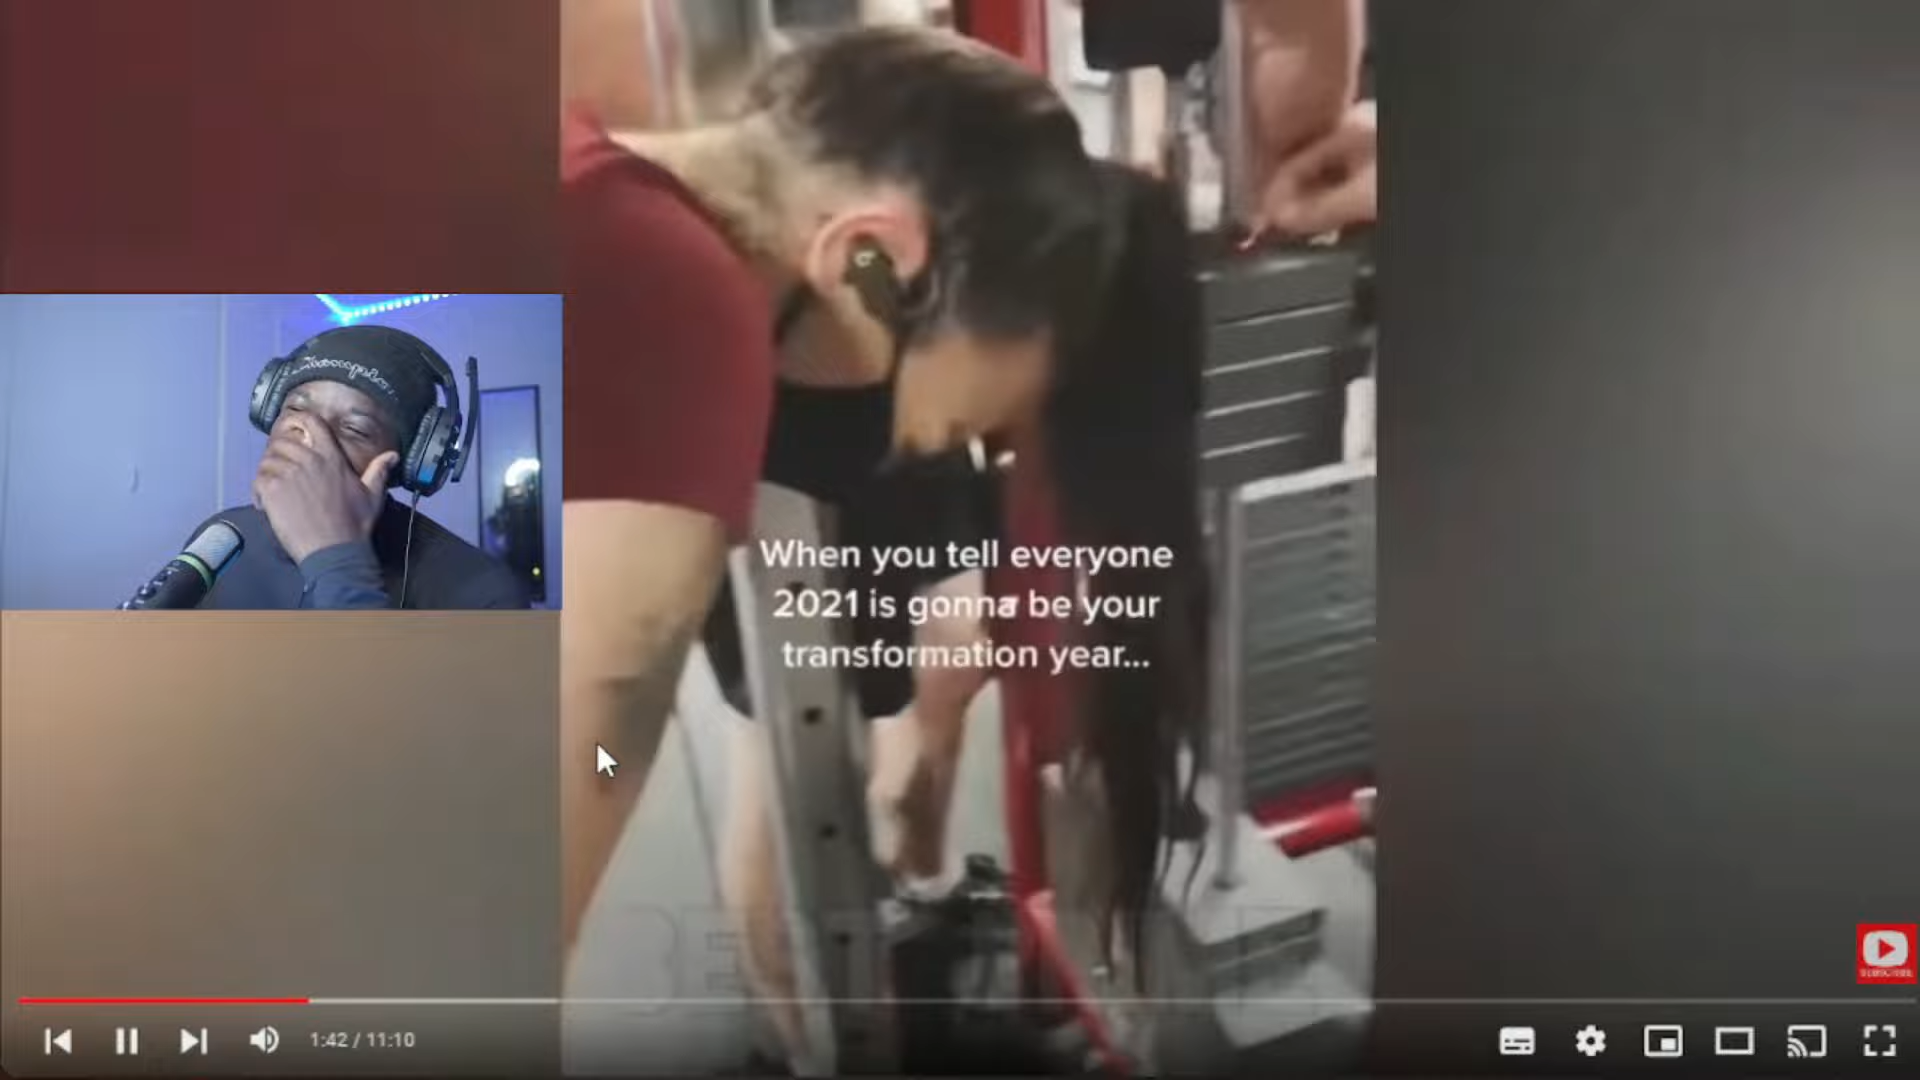 When you tell everyone
2021 is gonna be your
transformation year...
1:42 / 11:10